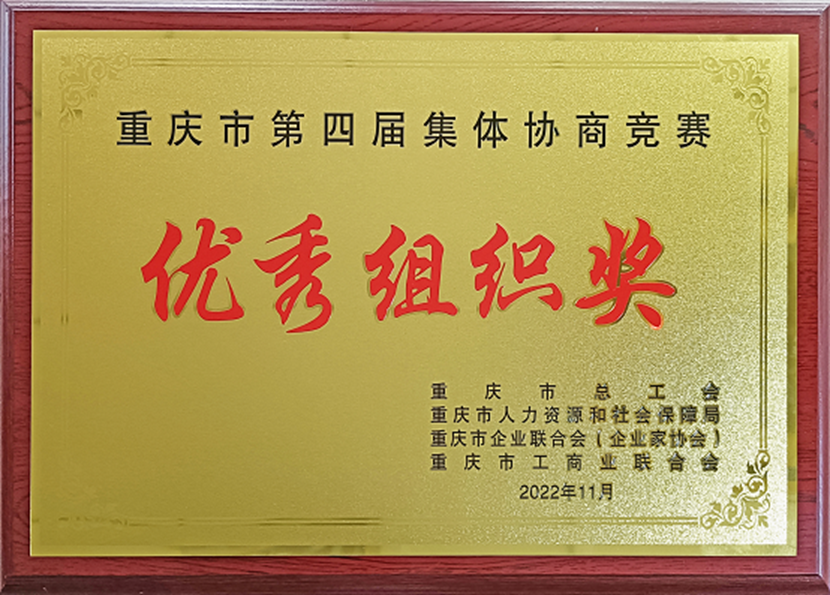 重庆市第四届集体协商竞赛
优秀组织奖
重庆市总工会
重庆市人力资源和社会保障局
重庆市企业联合会（企业家协会）
重庆市工商业联合会
2022年11月